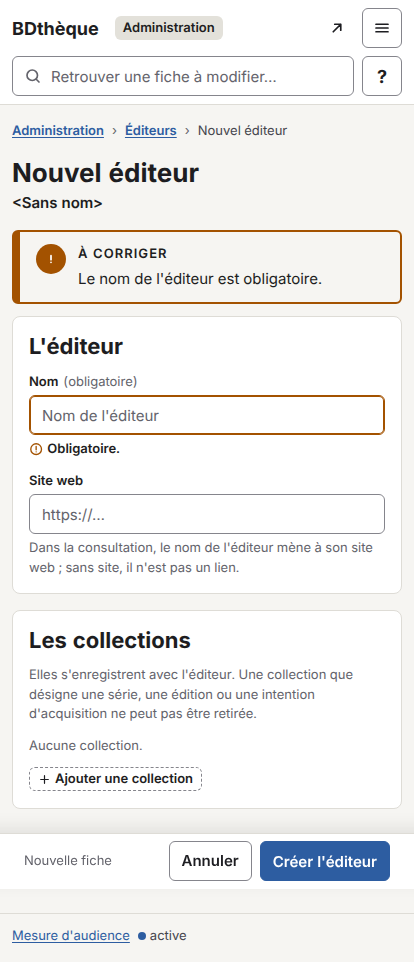 BDthèque Administration
Retrouver une fiche à modifier... ?
Administration › Éditeurs › Nouvel éditeur
Nouvel éditeur
<Sans nom>
! À CORRIGER
Le nom de l'éditeur est obligatoire.
L'éditeur
Nom (obligatoire)
Nom de l'éditeur
Obligatoire.
Site web
https://...
Dans la consultation, le nom de l'éditeur mène à son site
web ; sans site, il n'est pas un lien.
Les collections
Elles s'enregistrent avec l'éditeur. Une collection que
désigne une série, une édition ou une intention
d'acquisition ne peut pas être retirée.
Aucune collection.
+ Ajouter une collection
Nouvelle fiche Annuler Créer l'éditeur
Mesure d'audience active